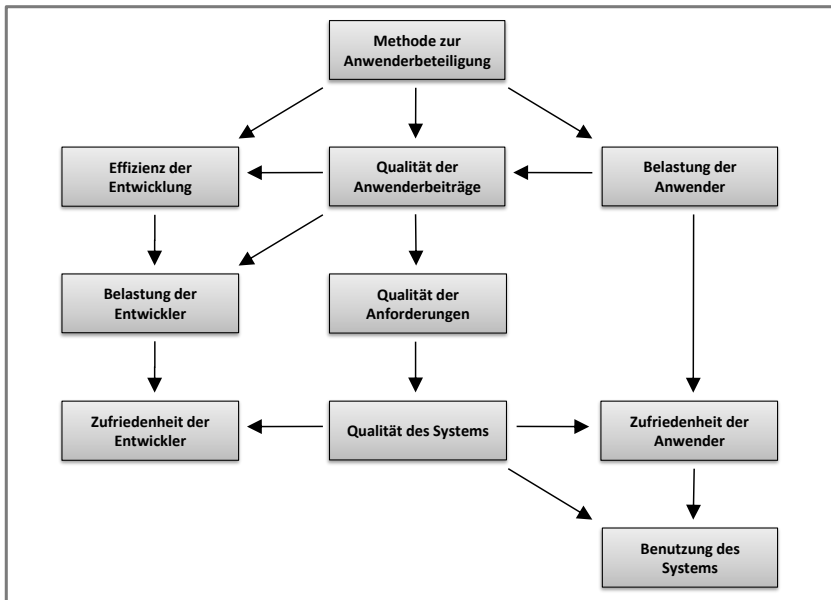 Methode zur
Anwenderbeteiligung
Effizienz der
Entwicklung
Qualität der
Anwenderbeiträge
Belastung der
Anwender
Belastung der
Entwickler
Qualität der
Anforderungen
Zufriedenheit der
Entwickler
Qualität des Systems
Zufriedenheit der
Anwender
Benutzung des
Systems